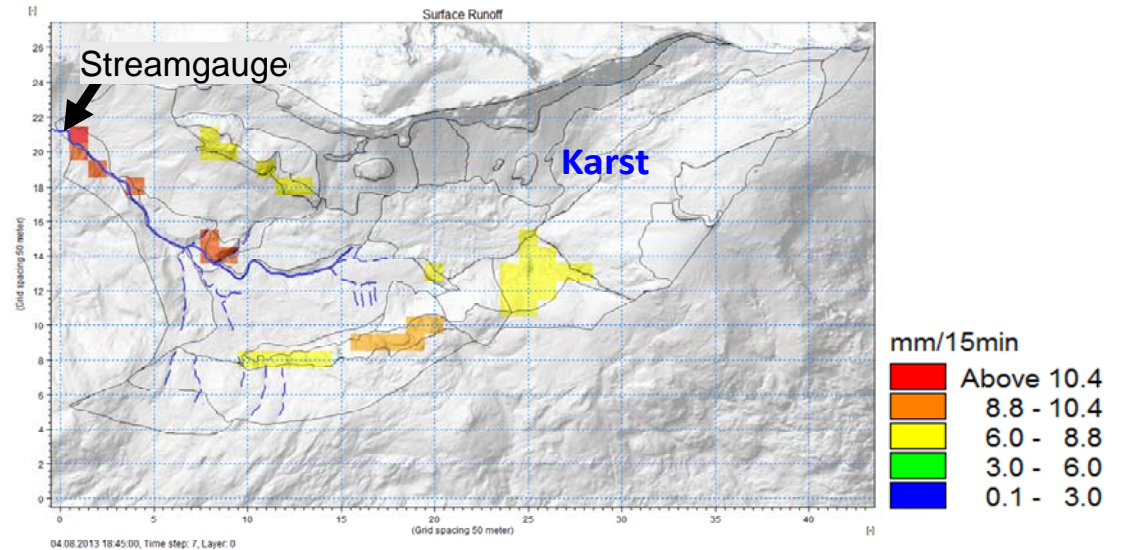 [-]
Surface Runoff
26
24
22
20
18
16
14
12
10
8
6
4
2
0
(Grid spacing 50 meter)
Streamgauge
Karst
0 5 10 15 20 25 30 35 40
(Grid spacing 50 meter)
[-]
04.08.2013 18:45:00, Time step: 7, Layer: 0
mm/15min
Above 10.4
8.8 - 10.4
6.0 - 8.8
3.0 - 6.0
0.1 - 3.0